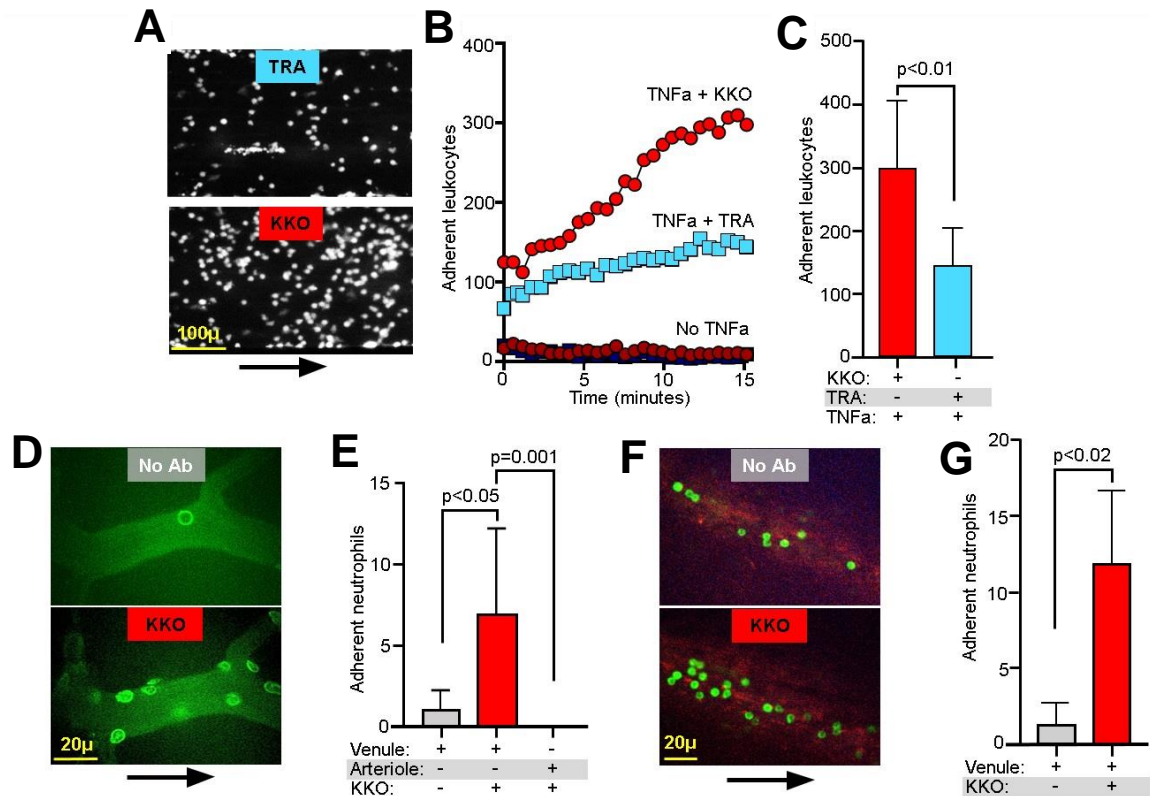 A
TRA
KKO
100µ
B
400
300
200
100
0
Adherent leukocytes
TNFa + KKO
TNFa + TRA
No TNFa
0 5 10 15
Time (minutes)
C
500
400
300
200
100
0
Adherent leukocytes
p<0.01
KKO: + -
TRA: - +
TNFa: + +
D
No Ab
KKO
20µ
E
15
10
5
0
Adherent neutrophils
p=0.001
p<0.05
Venule: + + -
Arteriole: - - +
KKO: - + +
F
No Ab
KKO
20µ
G
20
15
10
5
0
Adherent neutrophils
p<0.02
Venule: + +
KKO: - +